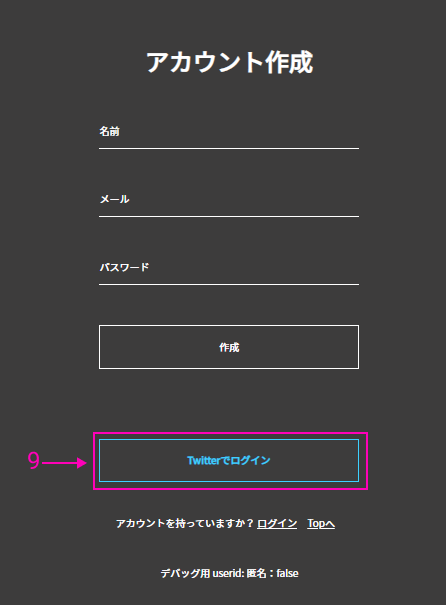 アカウント作成
名前
メール
パスワード
作成
9
Twitterでログイン
アカウントを持っていますか？ ログイン Topへ
デバッグ用 userid: 匿名：false